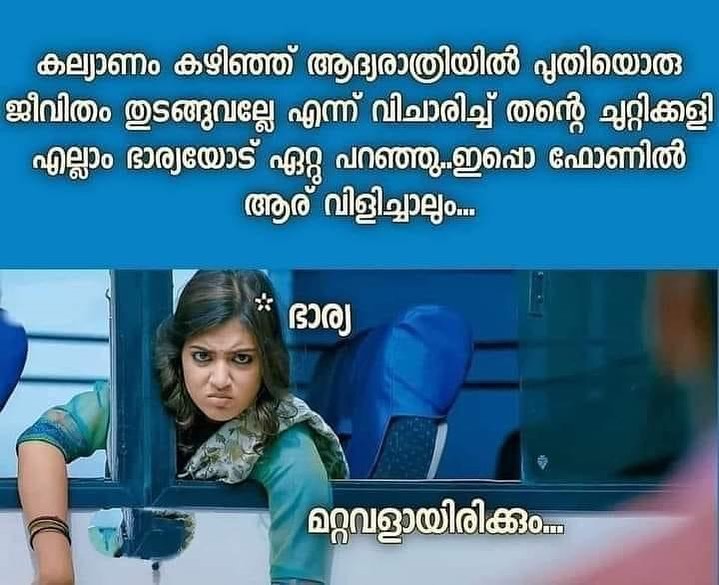 കല്യാണം കഴിഞ്ഞ് ആദ്യരാത്രിയിൽ പുതിയൊരു
ജീവിതം തുടങ്ങുവല്ലേ എന്ന് വിചാരിച്ച് തന്റെ ചുറ്റിക്കളി
എല്ലാം ഭാര്യയോട് ഏറ്റ പറഞ്ഞു..ഇപ്പൊ ഫോണിൽ
ആര് വിളിച്ചാലും...
* ഭാര്യ
മറ്റവളായിരിക്കും...